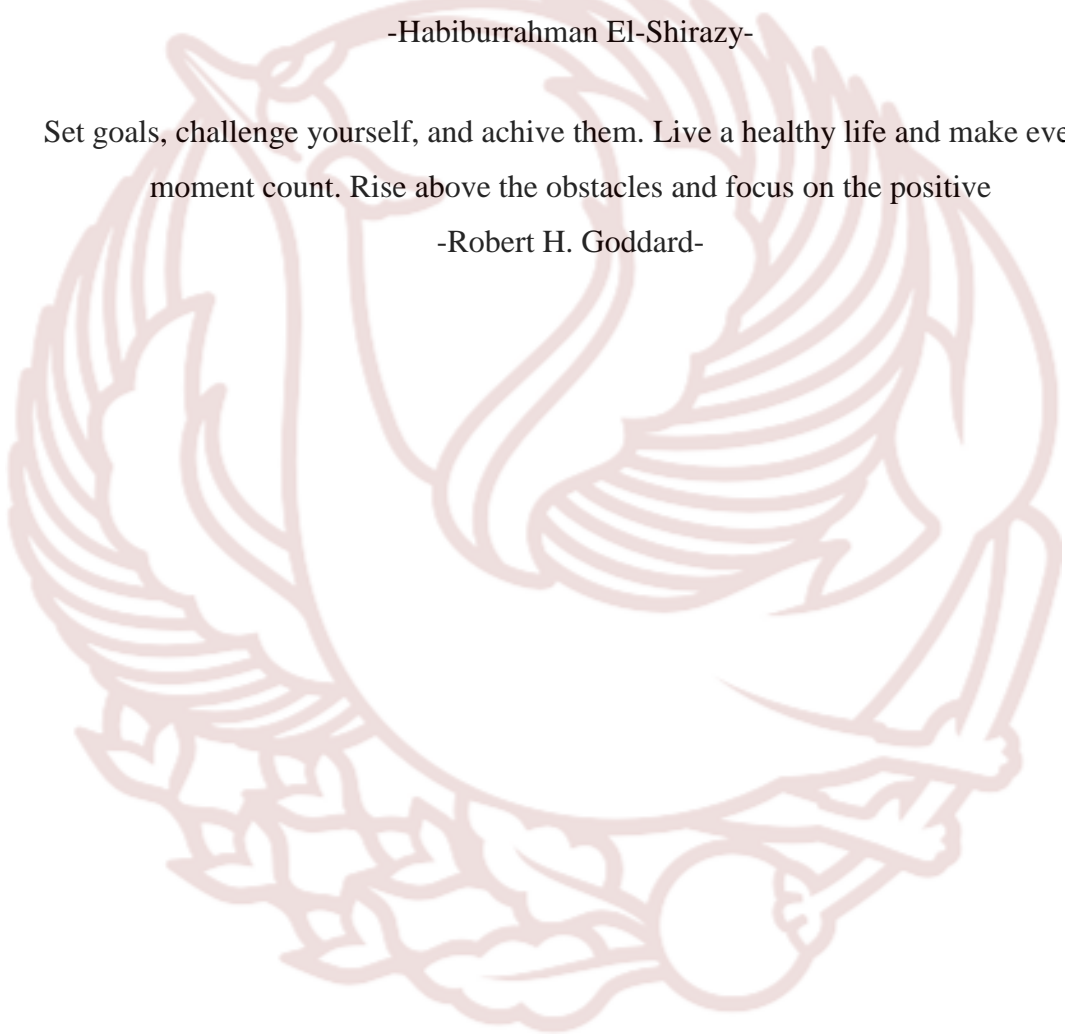 -Habiburrahman El-Shirazy-
Set goals, challenge yourself, and achive them. Live a healthy life and make eve
moment count. Rise above the obstacles and focus on the positive
-Robert H. Goddard-